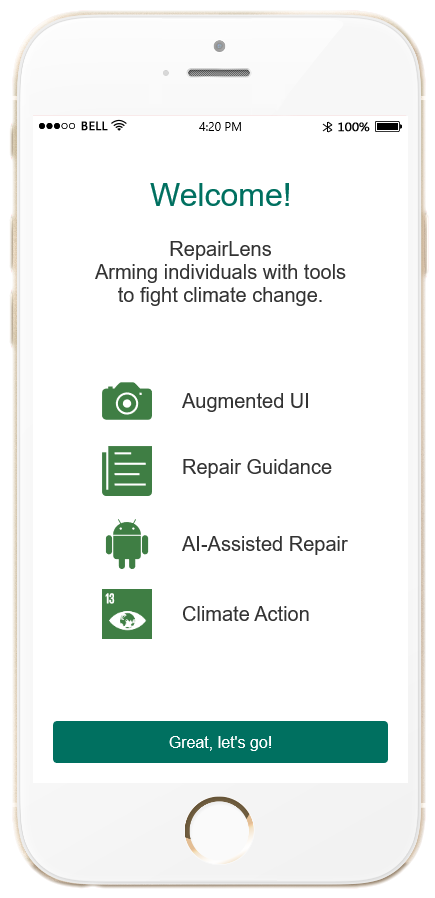 BELL 4:20 PM 100%
Welcome!
RepairLens
Arming individuals with tools
to fight climate change.
Augmented UI
Repair Guidance
AI-Assisted Repair
13
Climate Action
Great, let's go!